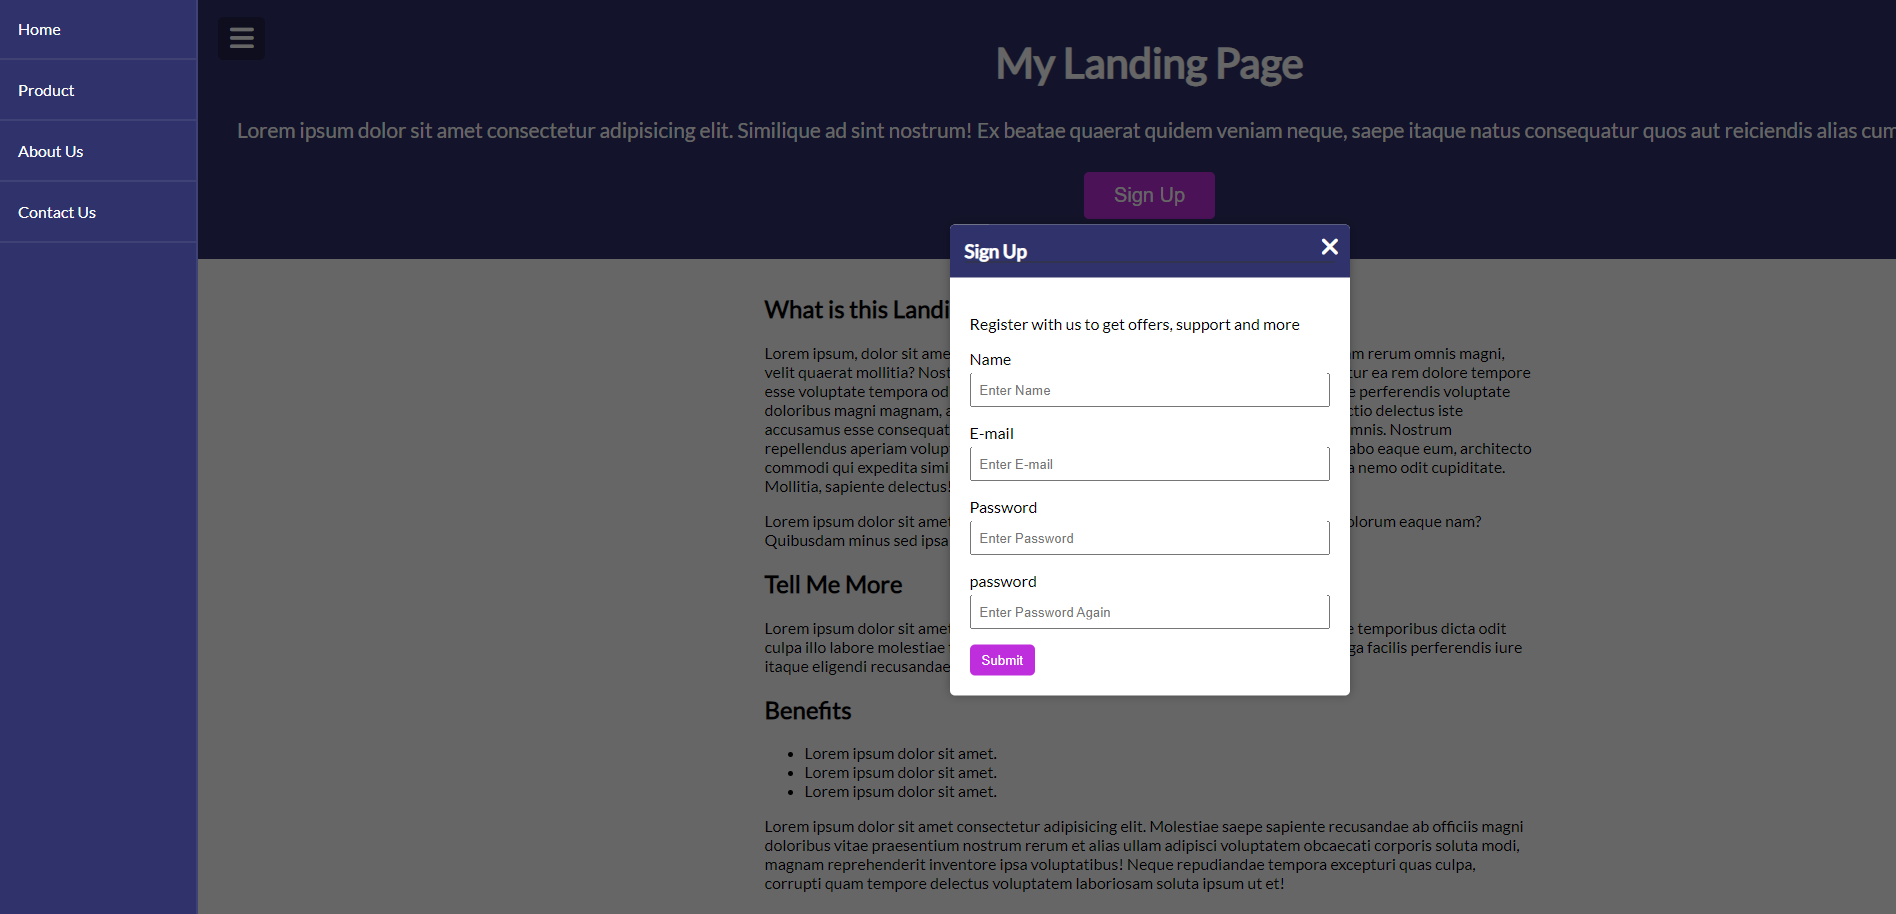 Home
Product
About Us
Contact Us
My Landing Page
Lorem ipsum dolor sit amet consectetur adipisicing elit. Similique ad sint nostrum! Ex beatae quaerat quidem veniam neque, saepe itaque natus consequatur quos aut reiciendis alias cum
Sign Up
Sign Up
Register with us to get offers, support and more
Name
Enter Name
E-mail
Enter E-mail
Password
Enter Password
password
Enter Password Again
Submit
What is this Landi
Lorem ipsum, dolor sit ame m rerum omnis magni,
velit quaerat mollitia? Nost tur ea rem dolore tempore
esse voluptate tempora od e perferendis voluptate
doloribus magni magnam, a ctio delectus iste
accusamus esse consequat mnis. Nostrum
repellendus aperiam volup abo eaque eum, architecto
commodi qui expedita simi a nemo odit cupiditate.
Mollitia, sapiente delectus!
Lorem ipsum dolor sit amet olorum eaque nam?
Quibusdam minus sed ipsa
Tell Me More
Lorem ipsum dolor sit amet e temporibus dicta odit
culpa illo labore molestiae ga facilis perferendis iure
itaque eligendi recusandae
Benefits
• Lorem ipsum dolor sit amet.
• Lorem ipsum dolor sit amet.
• Lorem ipsum dolor sit amet.
Lorem ipsum dolor sit amet consectetur adipisicing elit. Molestiae saepe sapiente recusandae ab officiis magni
doloribus vitae praesentium nostrum rerum et alias ullam adipisci voluptatem obcaecati corporis soluta modi,
magnam reprehenderit inventore ipsa voluptatibus! Neque repudiandae tempora excepturi quas culpa,
corrupti quam tempore delectus voluptatem laboriosam soluta ipsum ut et!